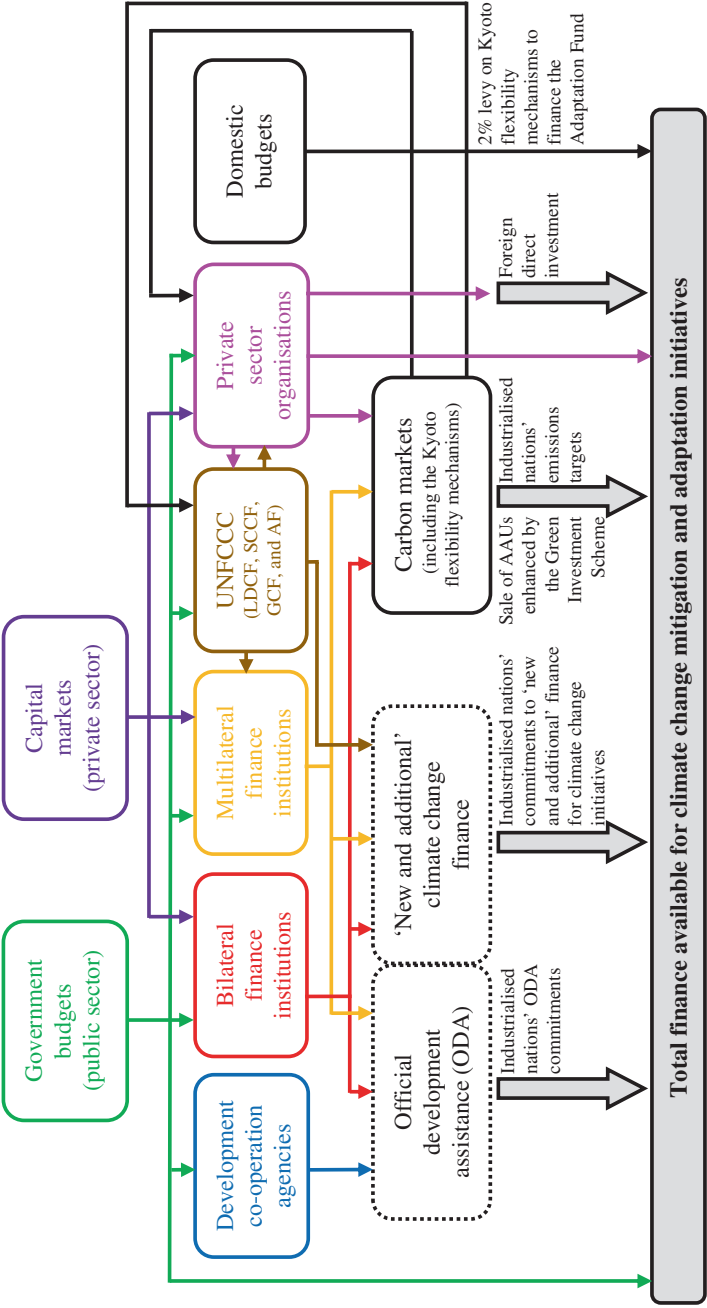 Government
budgets
(public sector)
Capital
markets
(private sector)
Development
co-operation
agencies
Bilateral
finance
institutions
Multilateral
finance
institutions
UNFCCC
(LDCF, SCCF,
GCF, and AF)
Private
sector
organisations
Domestic
budgets
Official
development
assistance (ODA)
‘New and additional’
climate change
finance
Carbon markets
(including the Kyoto
flexibility mechanisms)
2% levy on Kyoto
flexibility
mechanisms to
finance the
Adaptation Fund
Industrialised
nations’ ODA
commitments
Industrialised nations’
commitments to ‘new
and additional’ finance
for climate change
initiatives
Sale of AAUs
enhanced by
the Green
Investment
Scheme
Industrialised
nations’
emissions
targets
Foreign
direct
investment
Total finance available for climate change mitigation and adaptation initiatives